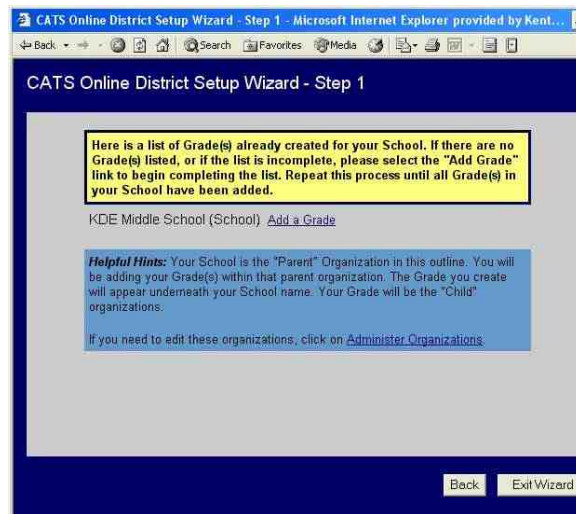 CATS Online District Setup Wizard - Step 1 - Microsoft Internet Explorer provided by Kent...
Back Search Favorites Media
CATS Online District Setup Wizard - Step 1
Here is a list of Grade(s) already created for your School. If there are no
Grade(s) listed, or if the list is incomplete, please select the "Add Grade"
link to begin completing the list. Repeat this process until all Grade(s) in
your School have been added.
KDE Middle School (School) Add a Grade
Helpful Hints: Your School is the "Parent" Organization in this outline. You will
be adding your Grade(s) within that parent organization. The Grade you create
will appear underneath your School name. Your Grade will be the "Child"
organizations.
If you need to edit these organizations, click on Administer Organizations.
Back Exit Wizard